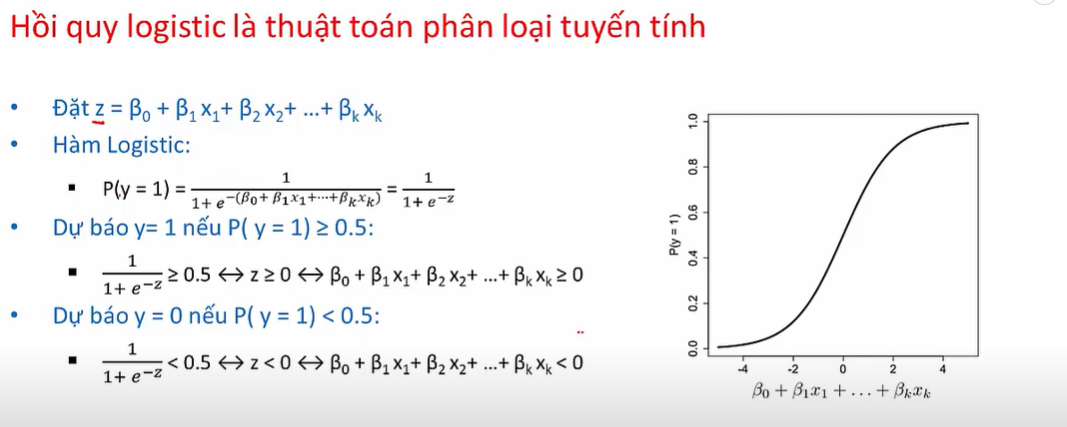 Hồi quy logistic là thuật toán phân loại tuyến tính
• Đặt z = β₀ + β₁ x₁+ β₂ x₂+ ...+ βₖ xₖ
• Hàm Logistic:
▪ P(y = 1) = 1 / (1+ e^−(β₀+ β₁x₁+⋯+βₖxₖ)) = 1 / (1+ e^−z)
• Dự báo y= 1 nếu P( y = 1) ≥ 0.5:
▪ 1 / (1+ e^−z) ≥ 0.5 ↔ z ≥ 0 ↔ β₀ + β₁ x₁+ β₂ x₂+ ...+ βₖ xₖ ≥ 0
• Dự báo y = 0 nếu P( y = 1) < 0.5:
▪ 1 / (1+ e^−z) < 0.5 ↔ z < 0 ↔ β₀ + β₁ x₁+ β₂ x₂+ ...+ βₖ xₖ < 0
P(y = 1)
1.0
0.8
0.6
0.4
0.2
0.0
-4 -2 0 2 4
β₀ + β₁x₁ + . . . + βₖxₖ